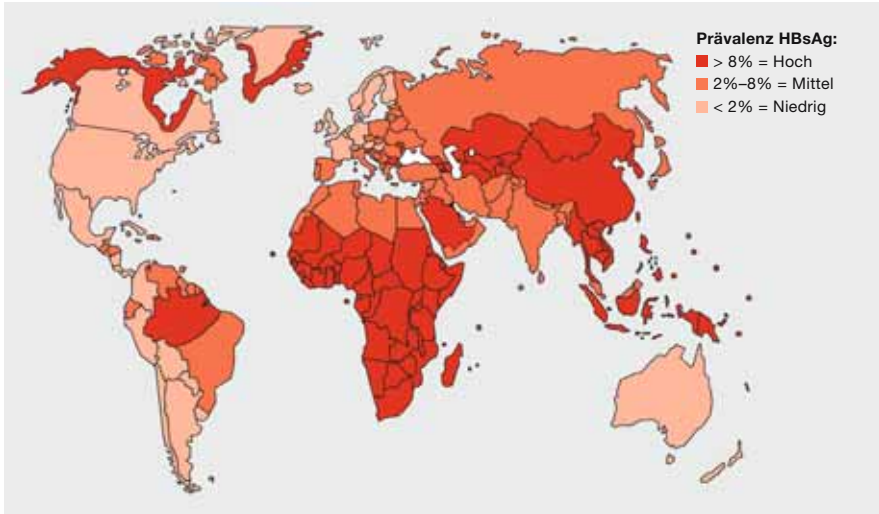 Prävalenz HBsAg:
> 8% = Hoch
2%–8% = Mittel
< 2% = Niedrig